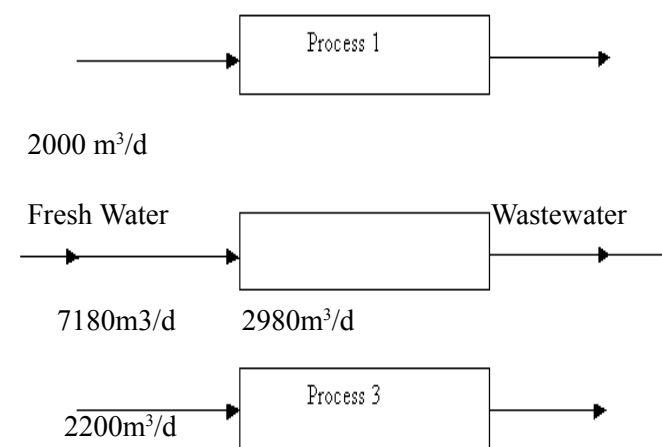 Process 1
2000 m³/d
Fresh Water Wastewater
7180m3/d 2980m³/d
Process 3
2200m³/d